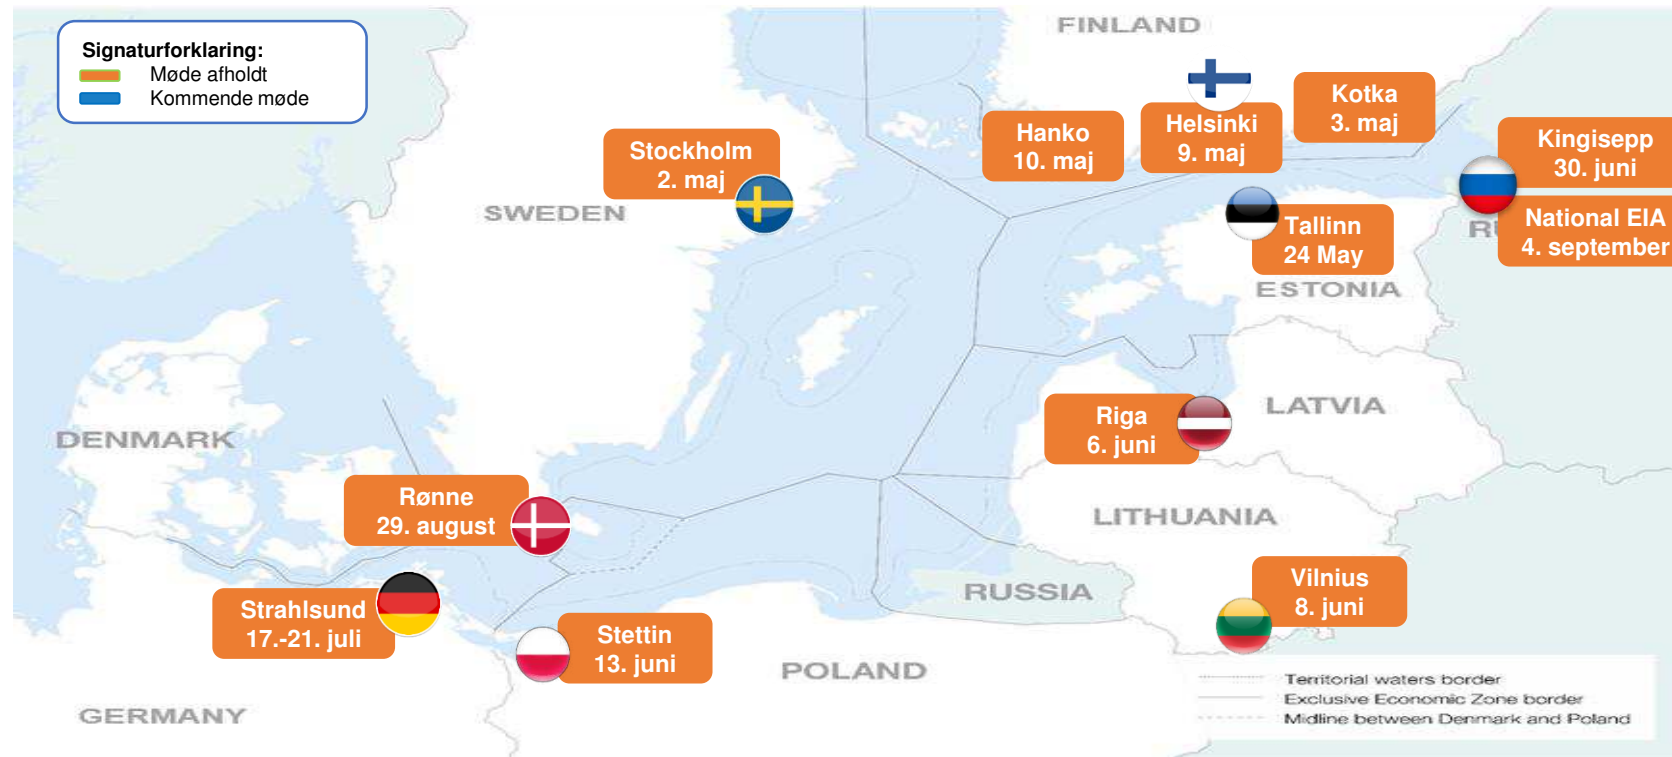 Signaturforklaring:
Møde afholdt
Kommende møde
FINLAND
Kotka
3. maj
Helsinki
9. maj
Hanko
10. maj
Kingisepp
30. juni
Stockholm
2. maj
SWEDEN
National EIA
4. september
Tallinn
24 May
ESTONIA
Riga
6. juni
LATVIA
DENMARK
Rønne
29. august
LITHUANIA
RUSSIA
Vilnius
8. juni
Strahlsund
17.-21. juli
Stettin
13. juni
POLAND
GERMANY
Territorial waters border
Exclusive Economic Zone border
Midline between Denmark and Poland